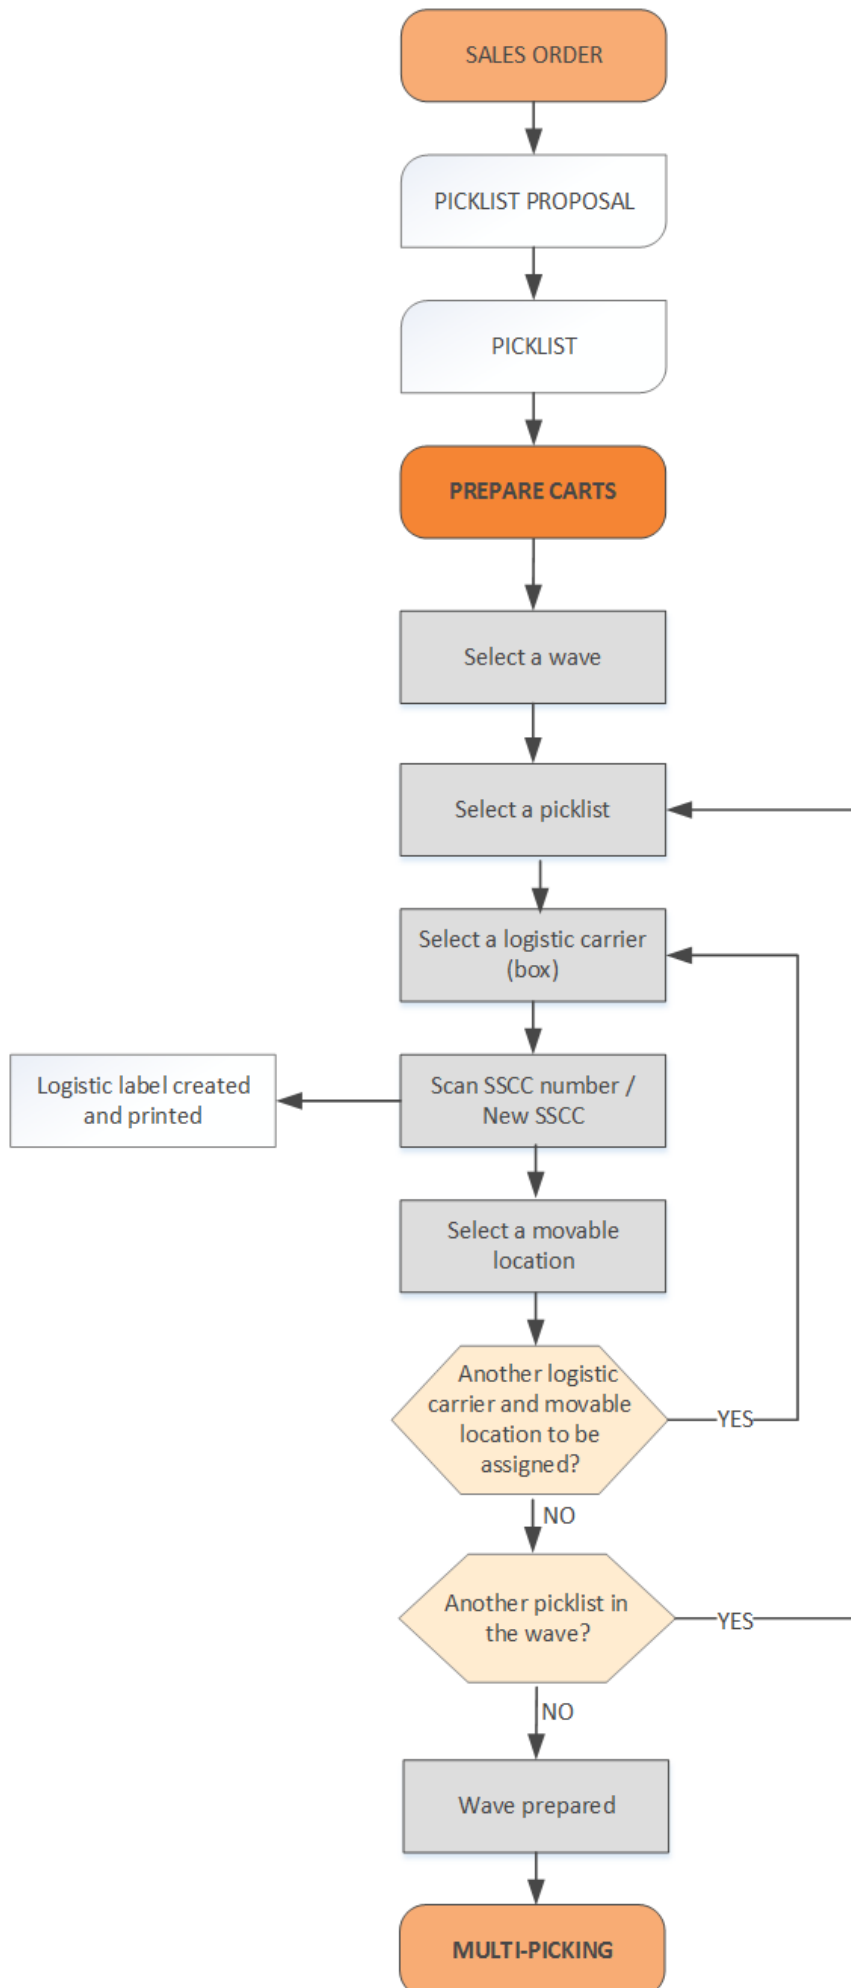 SALES ORDER
PICKLIST PROPOSAL
PICKLIST
PREPARE CARTS
Select a wave
Select a picklist
Select a logistic carrier
(box)
Logistic label created
and printed
Scan SSCC number /
New SSCC
Select a movable
location
Another logistic
carrier and movable
location to be
assigned?
YES
NO
Another picklist in
the wave?
YES
NO
Wave prepared
MULTI-PICKING